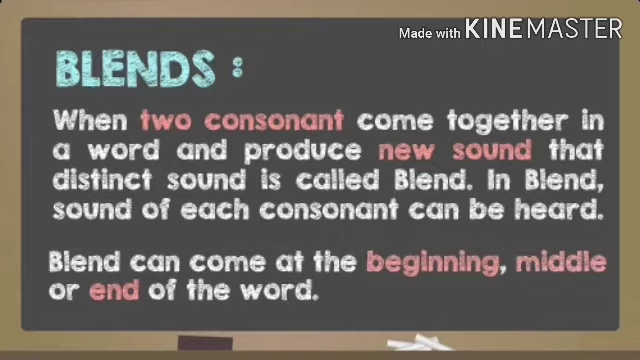 Made with KINEMASTER
BLENDS :
When two consonant come together in
a word and produce new sound that
distinct sound is called Blend. In Blend,
sound of each consonant can be heard.
Blend can come at the beginning, middle
or end of the word.